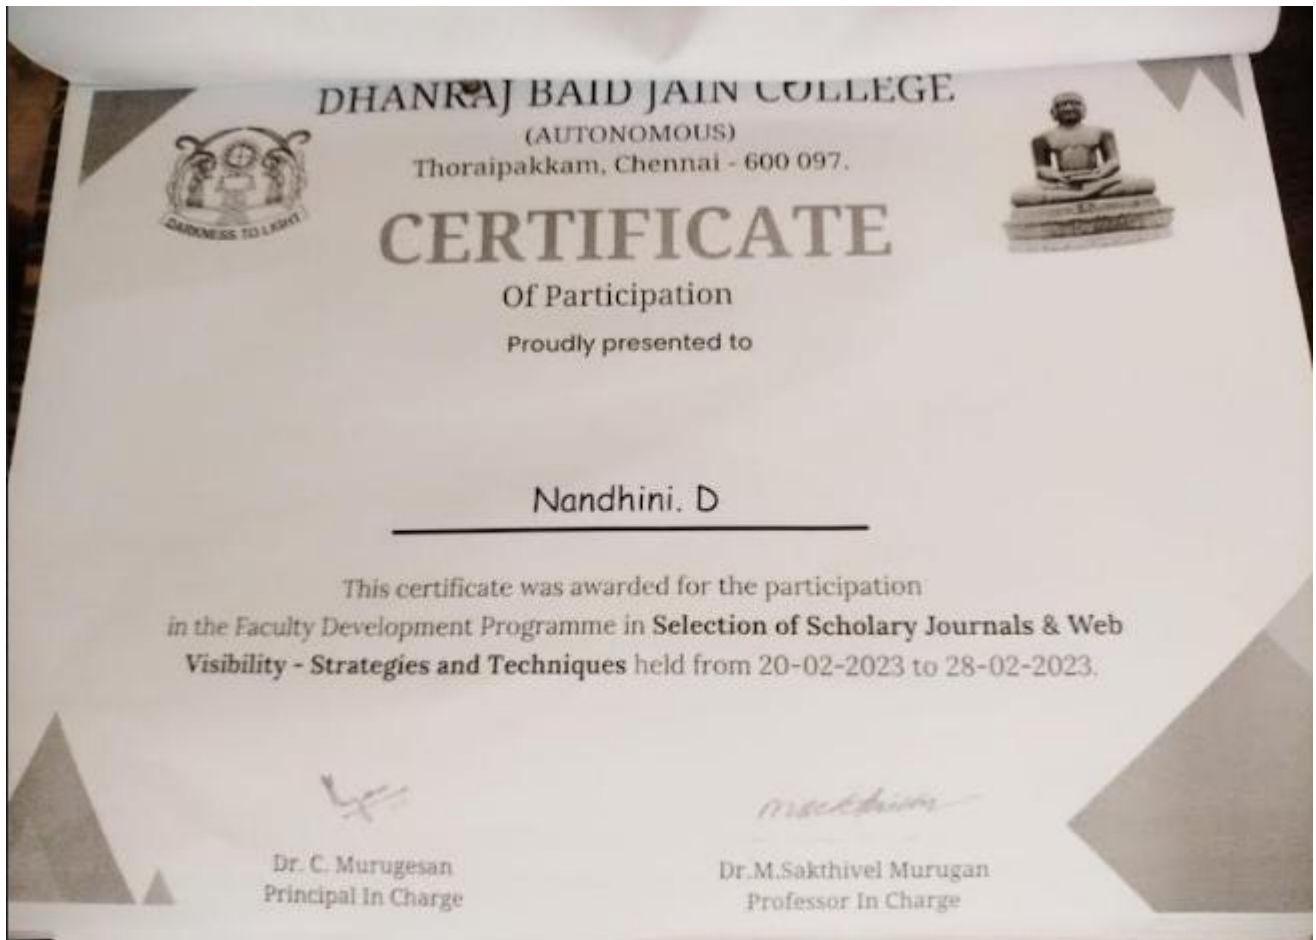 DHANRAJ BAID JAIN COLLEGE
(AUTONOMOUS)
Thoraipakkam, Chennai - 600 097.
DARKNESS TO LIGHT
CERTIFICATE
Of Participation
Proudly presented to
Nandhini. D
This certificate was awarded for the participation
in the Faculty Development Programme in Selection of Scholary Journals & Web
Visibility - Strategies and Techniques held from 20-02-2023 to 28-02-2023.
Dr. C. Murugesan
Principal In Charge
Dr.M.Sakthivel Murugan
Professor In Charge